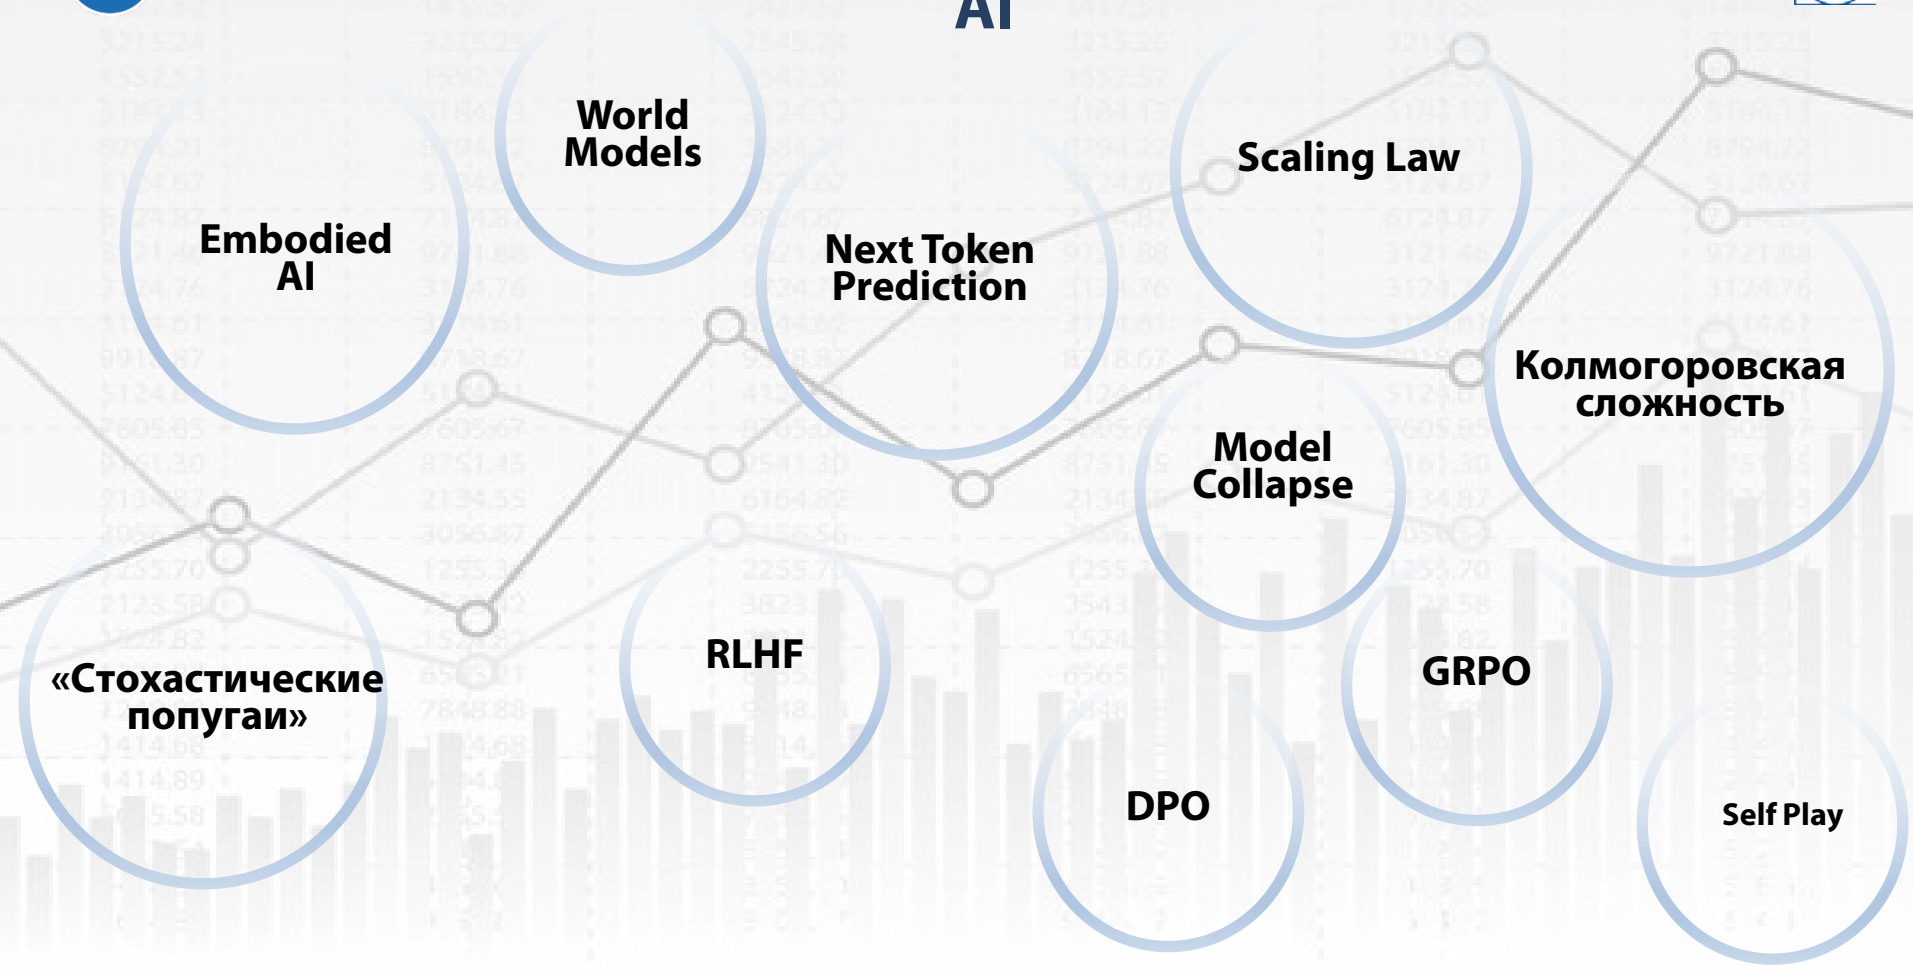 AI
World
Models
Scaling Law
Embodied
AI
Next Token
Prediction
Колмогоровская
сложность
Model
Collapse
«Стохастические
попугаи»
RLHF
GRPO
DPO
Self Play